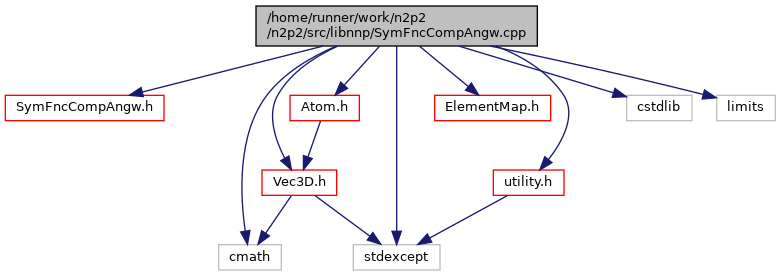 /home/runner/work/n2p2
/n2p2/src/libnnp/SymFncCompAngw.cpp
SymFncCompAngw.h
Atom.h
ElementMap.h
cstdlib
limits
Vec3D.h
utility.h
cmath
stdexcept